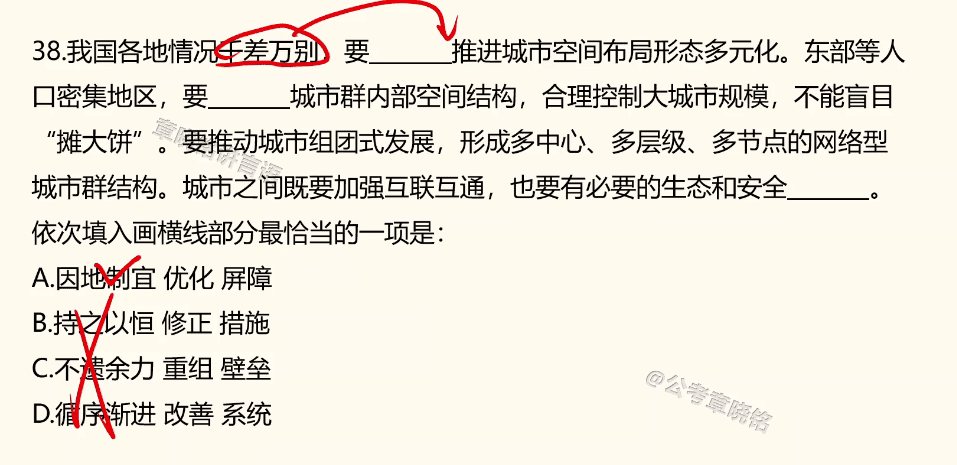 38.我国各地情况千差万别，要______推进城市空间布局形态多元化。东部等人
口密集地区，要______城市群内部空间结构，合理控制大城市规模，不能盲目
“摊大饼”。要推动城市组团式发展，形成多中心、多层级、多节点的网络型
章晓铭讲言语
城市群结构。城市之间既要加强互联互通，也要有必要的生态和安全______。
依次填入画横线部分最恰当的一项是：
A.因地制宜 优化 屏障
B.持之以恒 修正 措施
C.不遗余力 重组 壁垒
@公考章晓铭
D.循序渐进 改善 系统